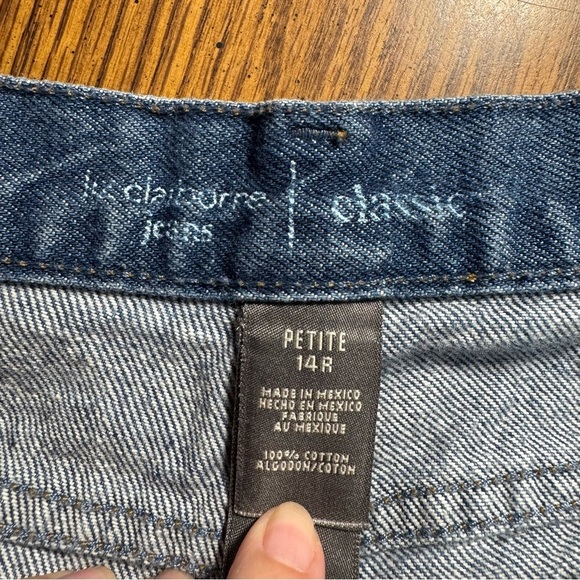 liz claiborne | classic
jeans
PETITE
14R
MADE IN MEXICO
HECHO EN MEXICO
FABRIQUE
AU MEXIQUE
100% COTTON
ALGODON/COTON